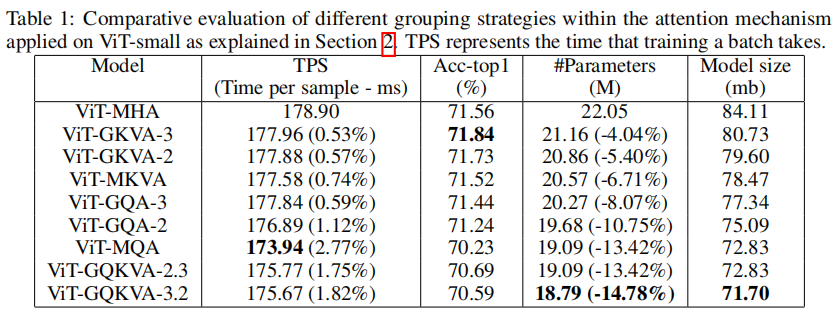 Table 1: Comparative evaluation of different grouping strategies within the attention mechanism
applied on ViT-small as explained in Section 2. TPS represents the time that training a batch takes.
Model TPS Acc-top1 #Parameters Model size
(Time per sample - ms) (%) (M) (mb)
ViT-MHA 178.90 71.56 22.05 84.11
ViT-GKVA-3 177.96 (0.53%) 71.84 21.16 (-4.04%) 80.73
ViT-GKVA-2 177.88 (0.57%) 71.73 20.86 (-5.40%) 79.60
ViT-MKVA 177.58 (0.74%) 71.52 20.57 (-6.71%) 78.47
ViT-GQA-3 177.84 (0.59%) 71.44 20.27 (-8.07%) 77.34
ViT-GQA-2 176.89 (1.12%) 71.24 19.68 (-10.75%) 75.09
ViT-MQA 173.94 (2.77%) 70.23 19.09 (-13.42%) 72.83
ViT-GQKVA-2.3 175.77 (1.75%) 70.69 19.09 (-13.42%) 72.83
ViT-GQKVA-3.2 175.67 (1.82%) 70.59 18.79 (-14.78%) 71.70